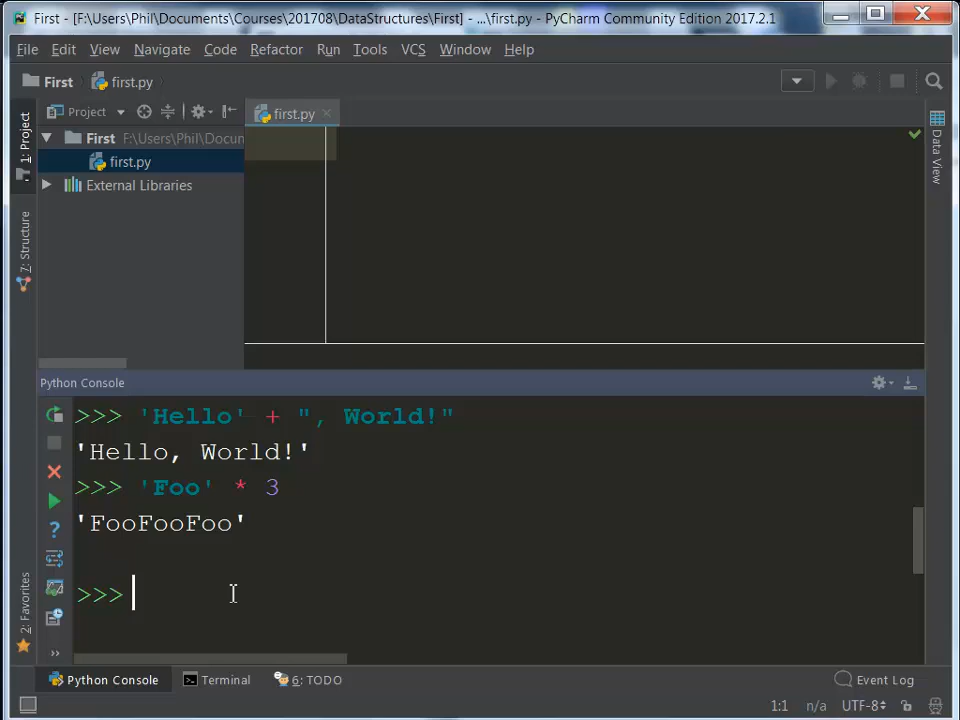 First - [F:\Users\Phil\Documents\Courses\201708\DataStructures\First] - ...\first.py - PyCharm Community Edition 2017.2.1
File Edit View Navigate Code Refactor Run Tools VCS Window Help
First first.py
1: Project
Project
first.py
Data View
First F:\Users\Phil\Docum
first.py
External Libraries
7: Structure
Python Console
>>> 'Hello' + ", World!"
'Hello, World!'
>>> 'Foo' * 3
'FooFooFoo'
>>>
2: Favorites
Python Console Terminal 6: TODO Event Log
1:1 n/a UTF-8